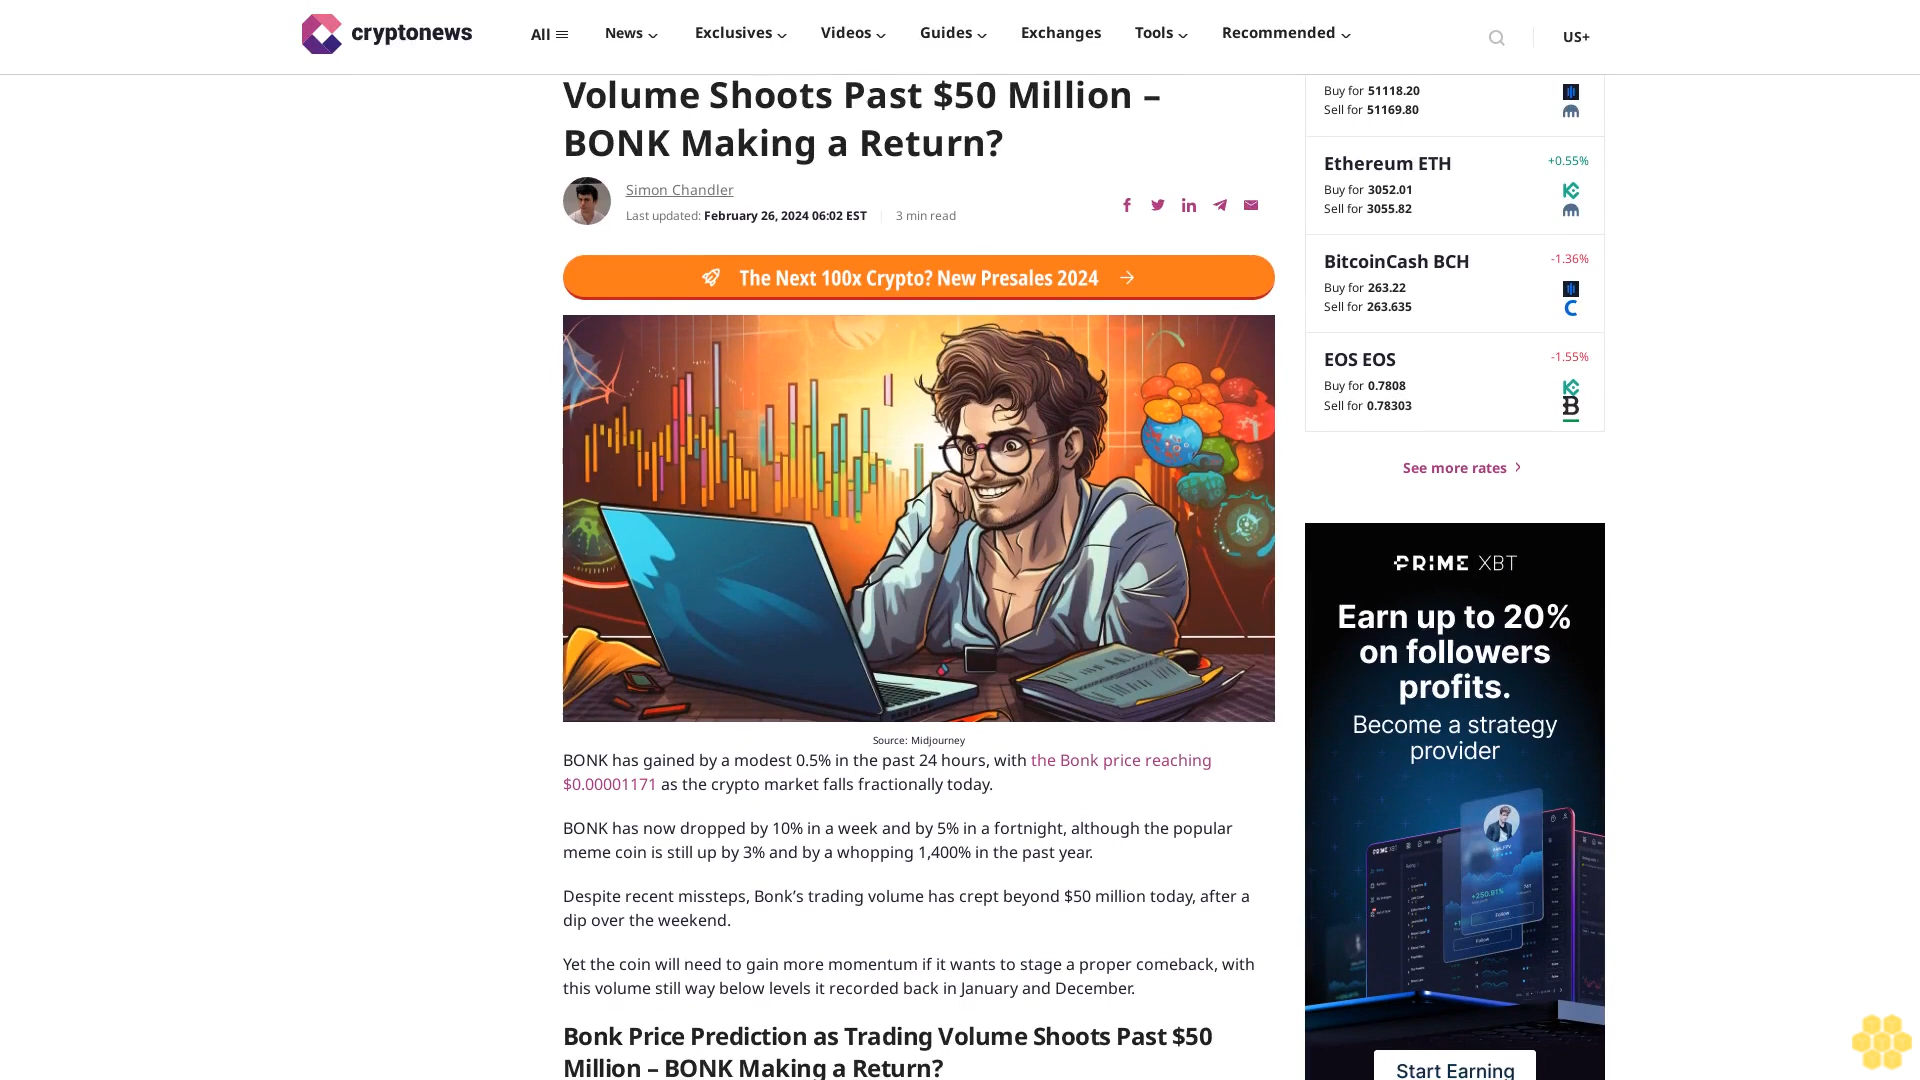 cryptonews
All
News
Exclusives
Videos
Guides
Exchanges
Tools
Recommended
US+
Volume Shoots Past $50 Million –
BONK Making a Return?
Simon Chandler
Last updated: February 26, 2024 06:02 EST
3 min read
The Next 100x Crypto? New Presales 2024
Source: Midjourney
BONK has gained by a modest 0.5% in the past 24 hours, with the Bonk price reaching
$0.00001171 as the crypto market falls fractionally today.
BONK has now dropped by 10% in a week and by 5% in a fortnight, although the popular
meme coin is still up by 3% and by a whopping 1,400% in the past year.
Despite recent missteps, Bonk’s trading volume has crept beyond $50 million today, after a
dip over the weekend.
Yet the coin will need to gain more momentum if it wants to stage a proper comeback, with
this volume still way below levels it recorded back in January and December.
Bonk Price Prediction as Trading Volume Shoots Past $50
Million – BONK Making a Return?
Buy for 51118.20
Sell for 51169.80
Ethereum ETH
+0.55%
Buy for 3052.01
Sell for 3055.82
BitcoinCash BCH
-1.36%
Buy for 263.22
Sell for 263.635
EOS EOS
-1.55%
Buy for 0.7808
Sell for 0.78303
See more rates
PRIME XBT
Earn up to 20%
on followers
profits.
Become a strategy
provider
PRIME XBT
+250.91%
Follow
Follow
Start Earning